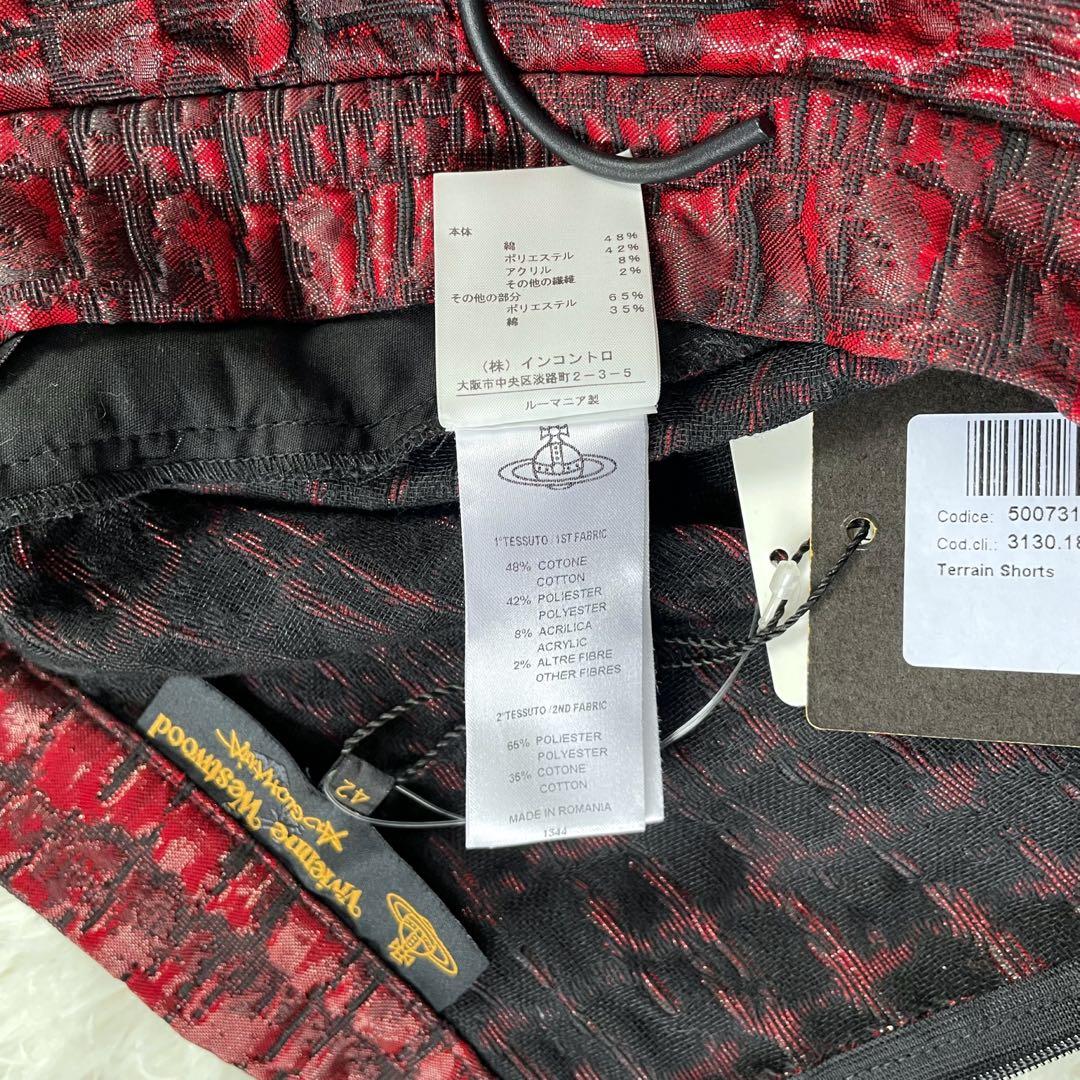 本体
綿 48%
ポリエステル 42%
アクリル 8%
その他の繊維 2%
その他の部分
ポリエステル 65%
綿 35%
（株）インコントロ
大阪市中央区淡路町2-3-5
ルーマニア製
1°TESSUTO/1ST FABRIC
48% COTONE
COTTON
42% POLIESTER
POLYESTER
8% ACRILICA
ACRYLIC
2% ALTRE FIBRE
OTHER FIBRES
2°TESSUTO/2ND FABRIC
65% POLIESTER
POLYESTER
35% COTONE
COTTON
MADE IN ROMANIA
1344
Codice: 500731
Cod.cli.: 3130.18
Terrain Shorts
42
Vivienne Westwood
ANGLOMANIA